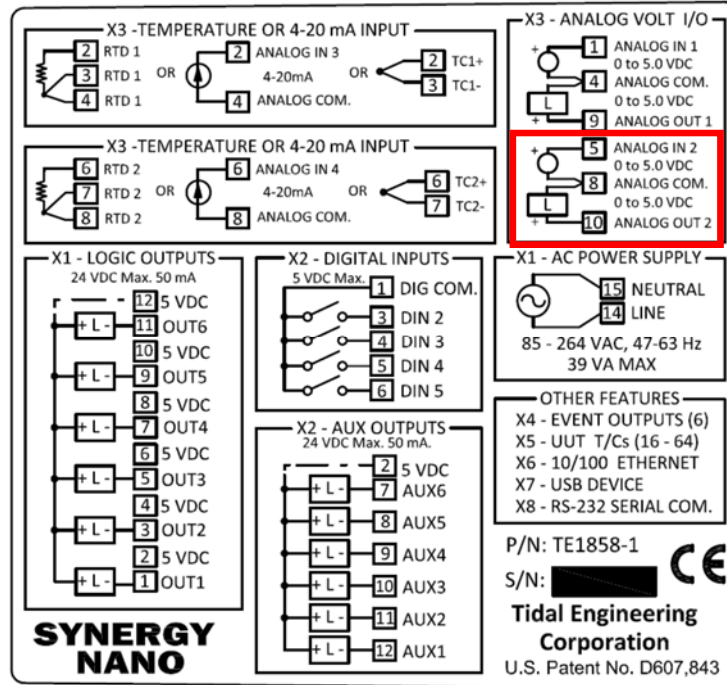 X3 -TEMPERATURE OR 4-20 mA INPUT
2 RTD 1
3 RTD 1
4 RTD 1
OR
2 ANALOG IN 3
4-20mA
4 ANALOG COM.
OR
2 TC1+
3 TC1-
X3 -TEMPERATURE OR 4-20 mA INPUT
6 RTD 2
7 RTD 2
8 RTD 2
OR
6 ANALOG IN 4
4-20mA
8 ANALOG COM.
OR
6 TC2+
7 TC2-
X3 - ANALOG VOLT I/O
+ 1 ANALOG IN 1
0 to 5.0 VDC
4 ANALOG COM.
L 0 to 5.0 VDC
+ 9 ANALOG OUT 1
+ 5 ANALOG IN 2
0 to 5.0 VDC
8 ANALOG COM.
L 0 to 5.0 VDC
+ 10 ANALOG OUT 2
X1 - LOGIC OUTPUTS
24 VDC Max. 50 mA
12 5 VDC
+ L - 11 OUT6
10 5 VDC
+ L - 9 OUT5
8 5 VDC
+ L - 7 OUT4
6 5 VDC
+ L - 5 OUT3
4 5 VDC
+ L - 3 OUT2
2 5 VDC
+ L - 1 OUT1
X2 - DIGITAL INPUTS
5 VDC Max.
1 DIG COM.
3 DIN 2
4 DIN 3
5 DIN 4
6 DIN 5
X2 - AUX OUTPUTS
24 VDC Max. 50 mA.
2 5 VDC
+ L - 7 AUX6
+ L - 8 AUX5
+ L - 9 AUX4
+ L - 10 AUX3
+ L - 11 AUX2
+ L - 12 AUX1
X1 - AC POWER SUPPLY
15 NEUTRAL
14 LINE
85 - 264 VAC, 47-63 Hz
39 VA MAX
OTHER FEATURES
X4 - EVENT OUTPUTS (6)
X5 - UUT T/Cs (16 - 64)
X6 - 10/100 ETHERNET
X7 - USB DEVICE
X8 - RS-232 SERIAL COM.
P/N: TE1858-1
S/N:
CE
Tidal Engineering
Corporation
U.S. Patent No. D607,843
SYNERGY
NANO